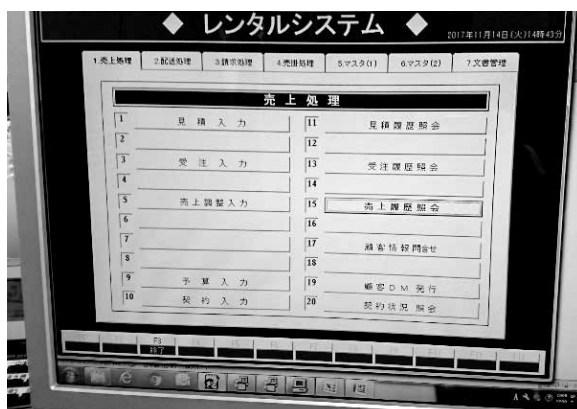 ◆ レンタルシステム ◆
2017年11月14日(火)14時43分
1.売上処理 2.配送処理 3.請求処理 4.売掛処理 5.マスタ(1) 6.マスタ(2) 7.文書管理
売上処理
1 見積入力 11 見積履歴照会
2 12
3 受注入力 13 受注履歴照会
4 14
5 売上調整入力 15 売上履歴照会
6 16
7 17 顧客情報問合せ
8 18
9 予算入力 19 顧客DM発行
10 契約入力 20 契約状況照会
F3
終了